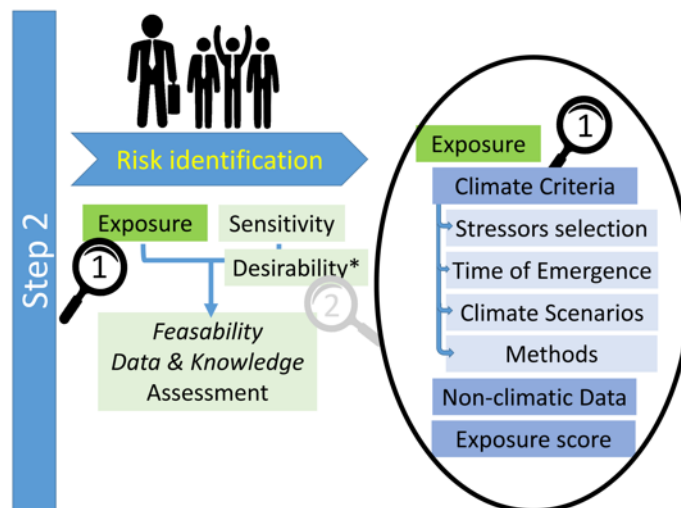 Step 2
Risk identification
Exposure
Sensitivity
1
Desirability*
2
Feasability
Data & Knowledge
Assessment
1
Exposure
Climate Criteria
Stressors selection
Time of Emergence
Climate Scenarios
Methods
Non-climatic Data
Exposure score